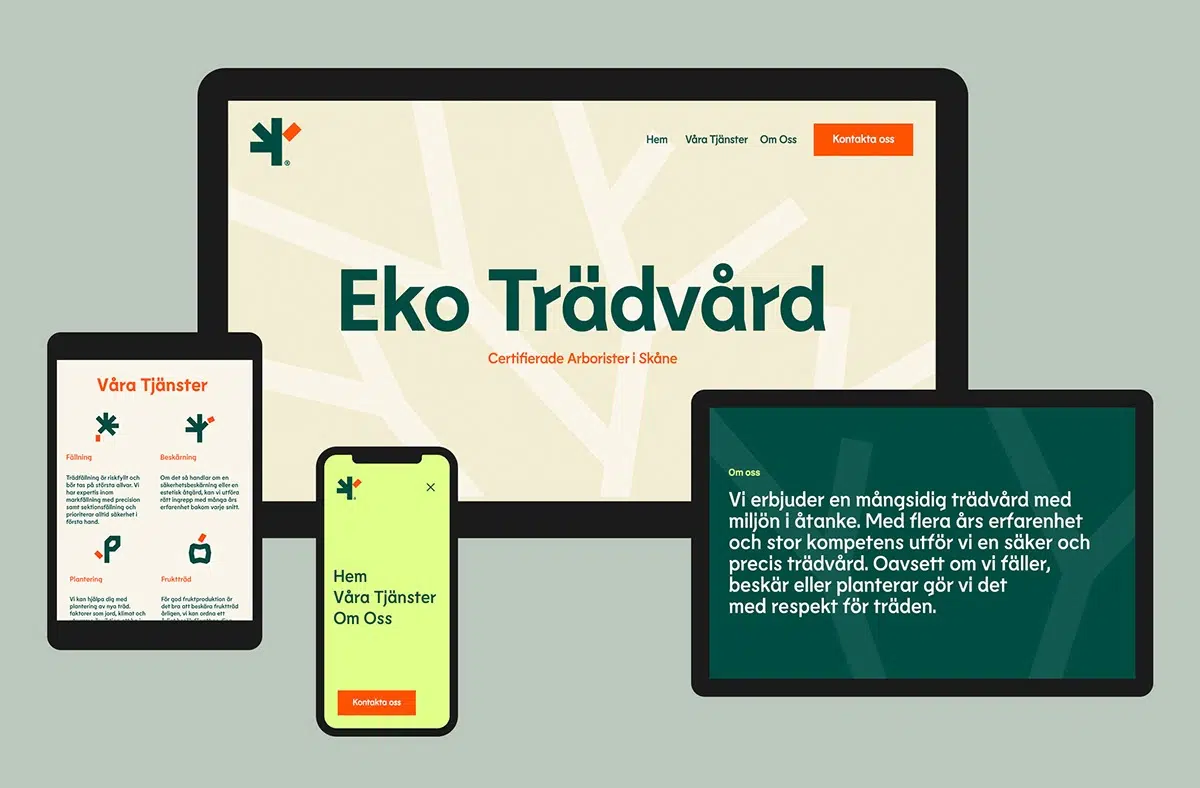 ®
Hem Våra Tjänster Om Oss Kontakta oss
Eko Trädvård
Certifierade Arborister i Skåne
Våra Tjänster
Fällning
Trädfällning är riskfyllt och
bör tas på största allvar. Vi
har expertis inom
markfällning med precision
samt sektionsfällning och
prioriterar alltid säkerhet i
första hand.
Beskärning
Om det så handlar om en
säkerhetsbeskärning eller en
estetisk åtgärd, kan vi utföra
rätt ingrepp med många års
erfarenhet bakom varje snitt.
Plantering
Vi kan hjälpa dig med
plantering av nya träd.
faktorer som jord, klimat och
Fruktträd
För god fruktproduktion är
det bra att beskära fruktträd
årligen, vi kan ordna ett
Hem
Våra Tjänster
Om Oss
Kontakta oss
Om oss
Vi erbjuder en mångsidig trädvård med
miljön i åtanke. Med flera års erfarenhet
och stor kompetens utför vi en säker och
precis trädvård. Oavsett om vi fäller,
beskär eller planterar gör vi det
med respekt för träden.